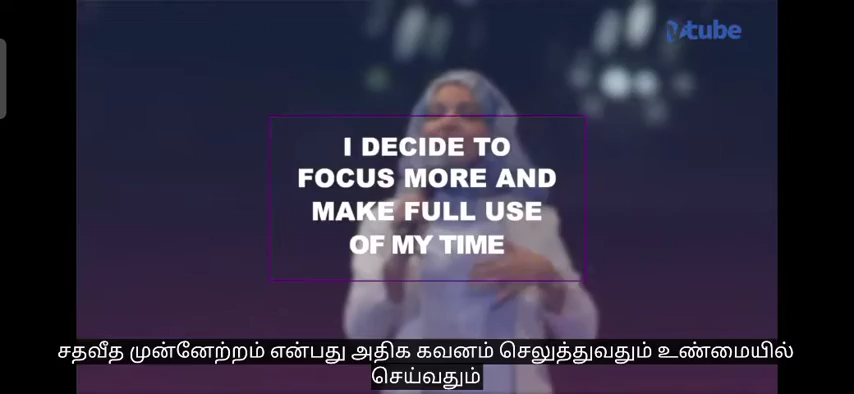 Vtube
I DECIDE TO
FOCUS MORE AND
MAKE FULL USE
OF MY TIME
சதவீத முன்னேற்றம் என்பது அதிக கவனம் செலுத்துவதும் உண்மையில்
செய்வதும்